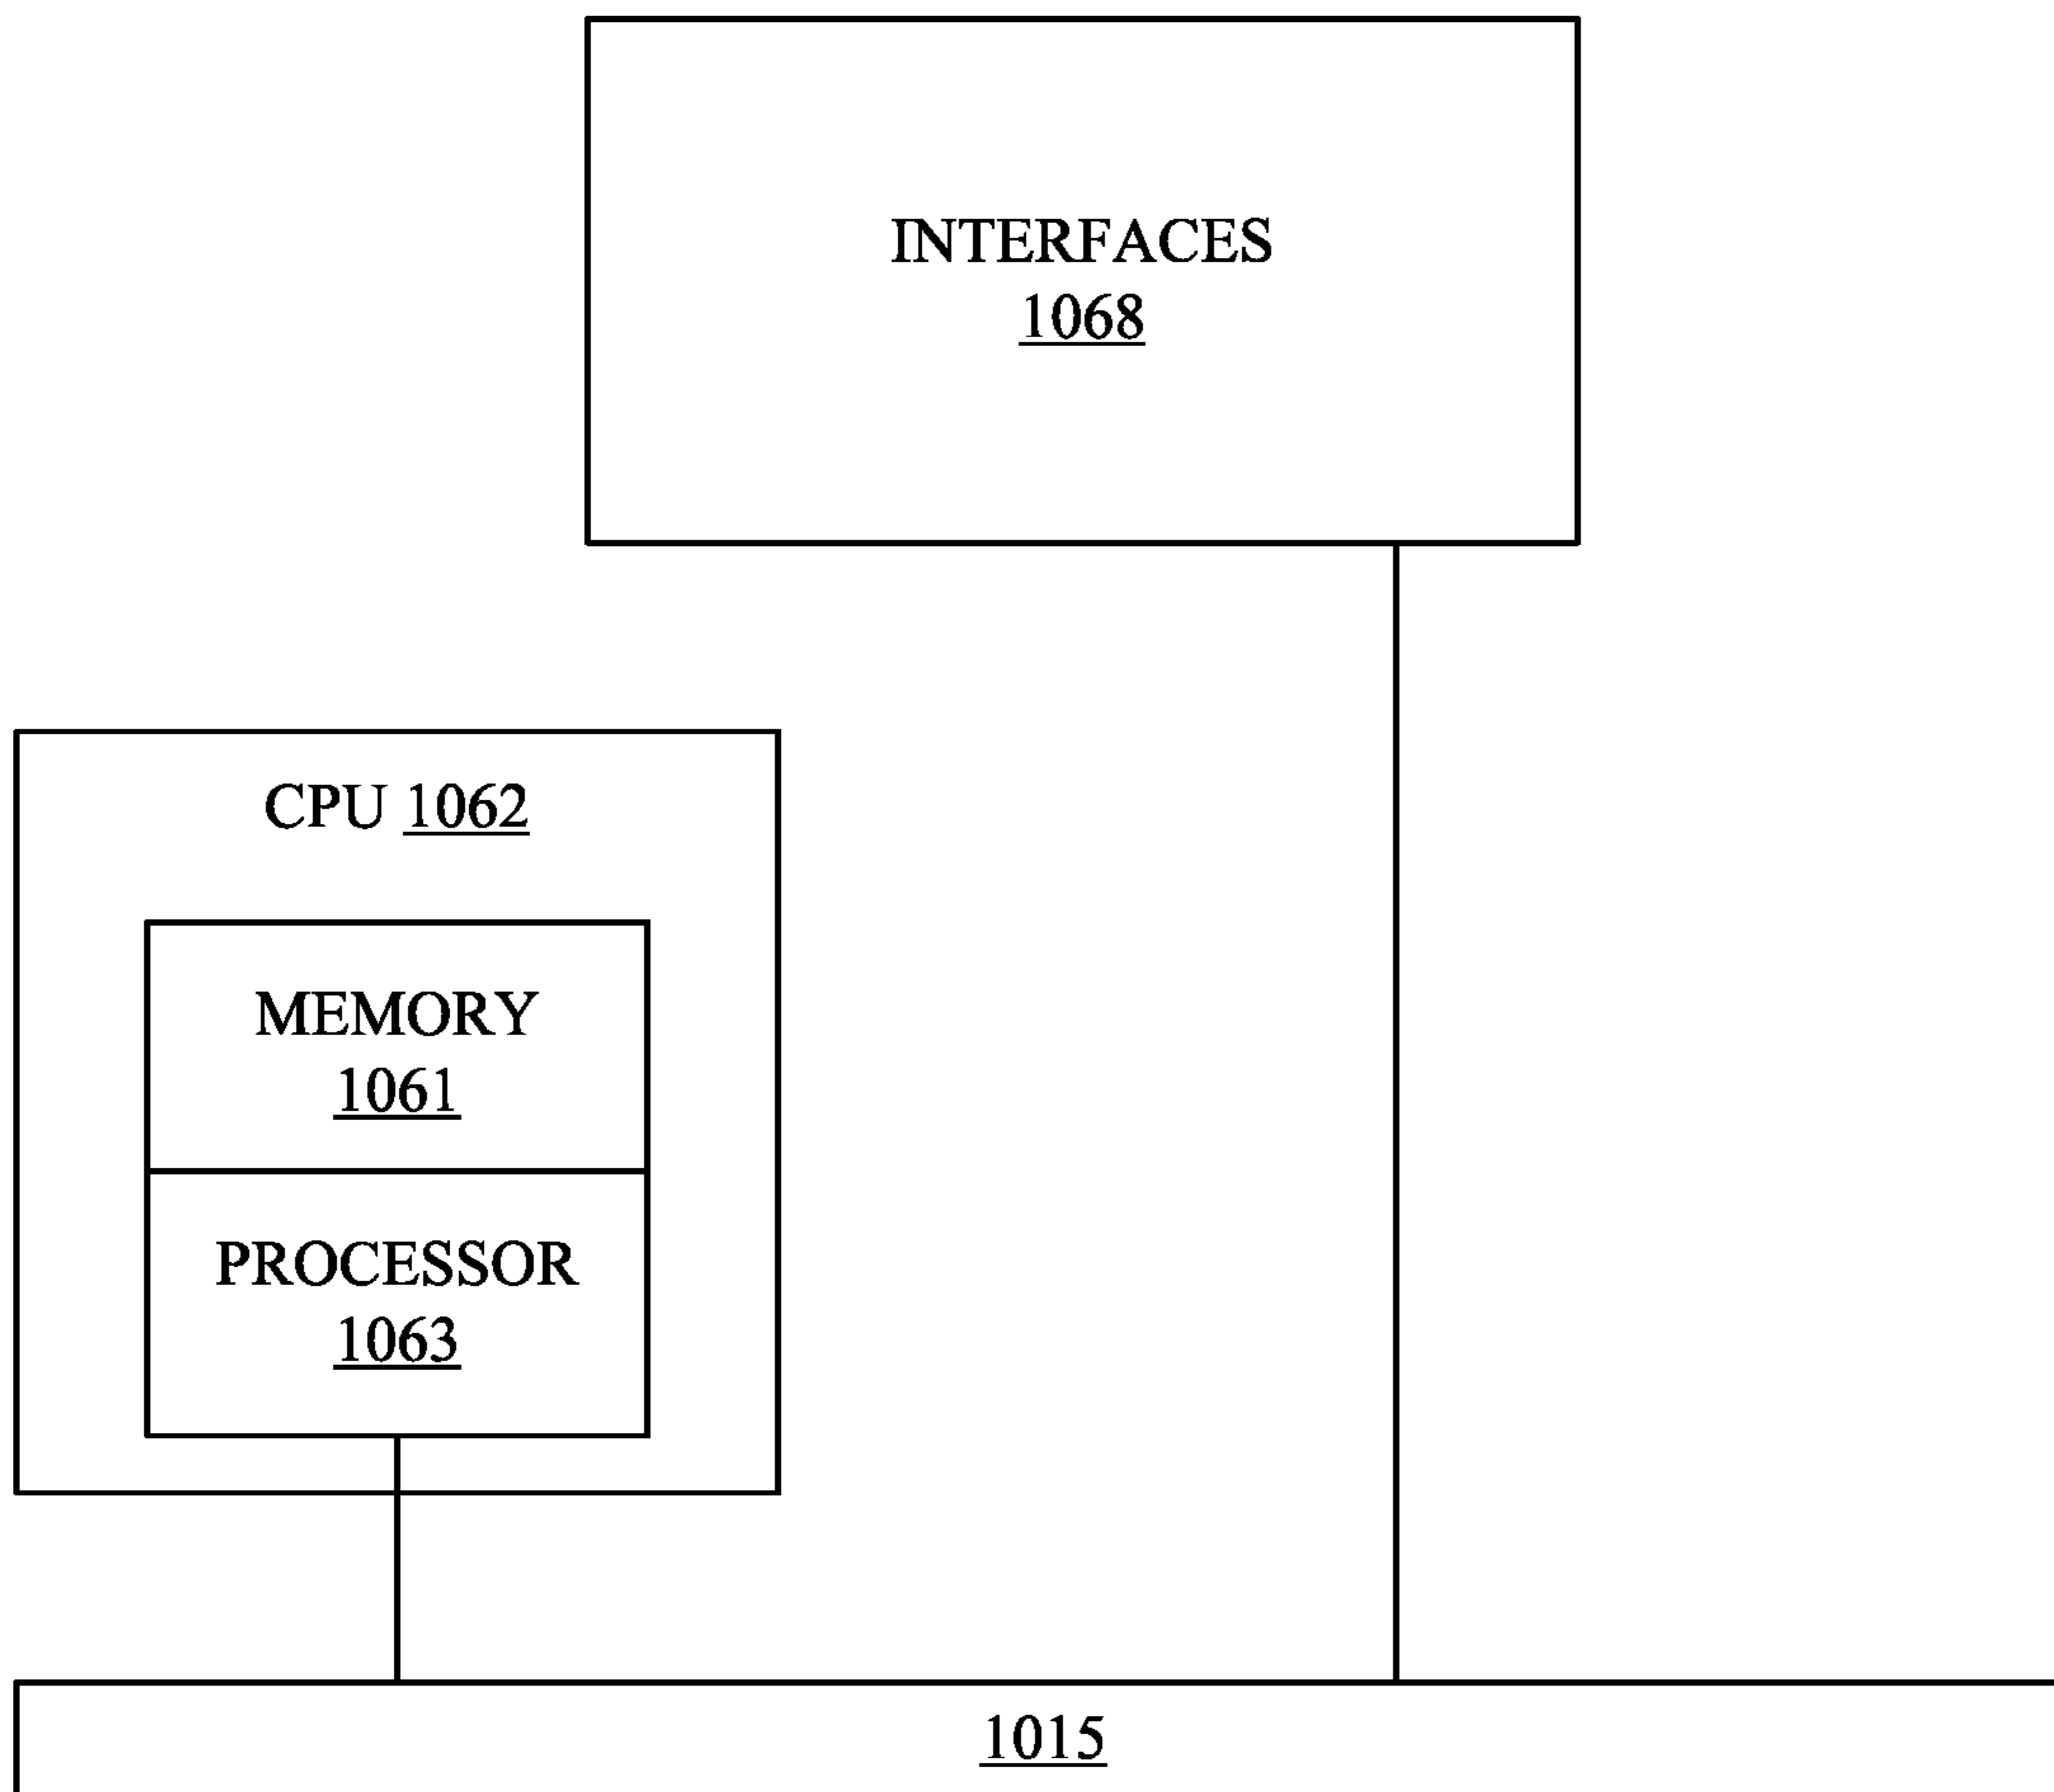 INTERFACES
1068
CPU 1062
MEMORY
1061
PROCESSOR
1063
1015